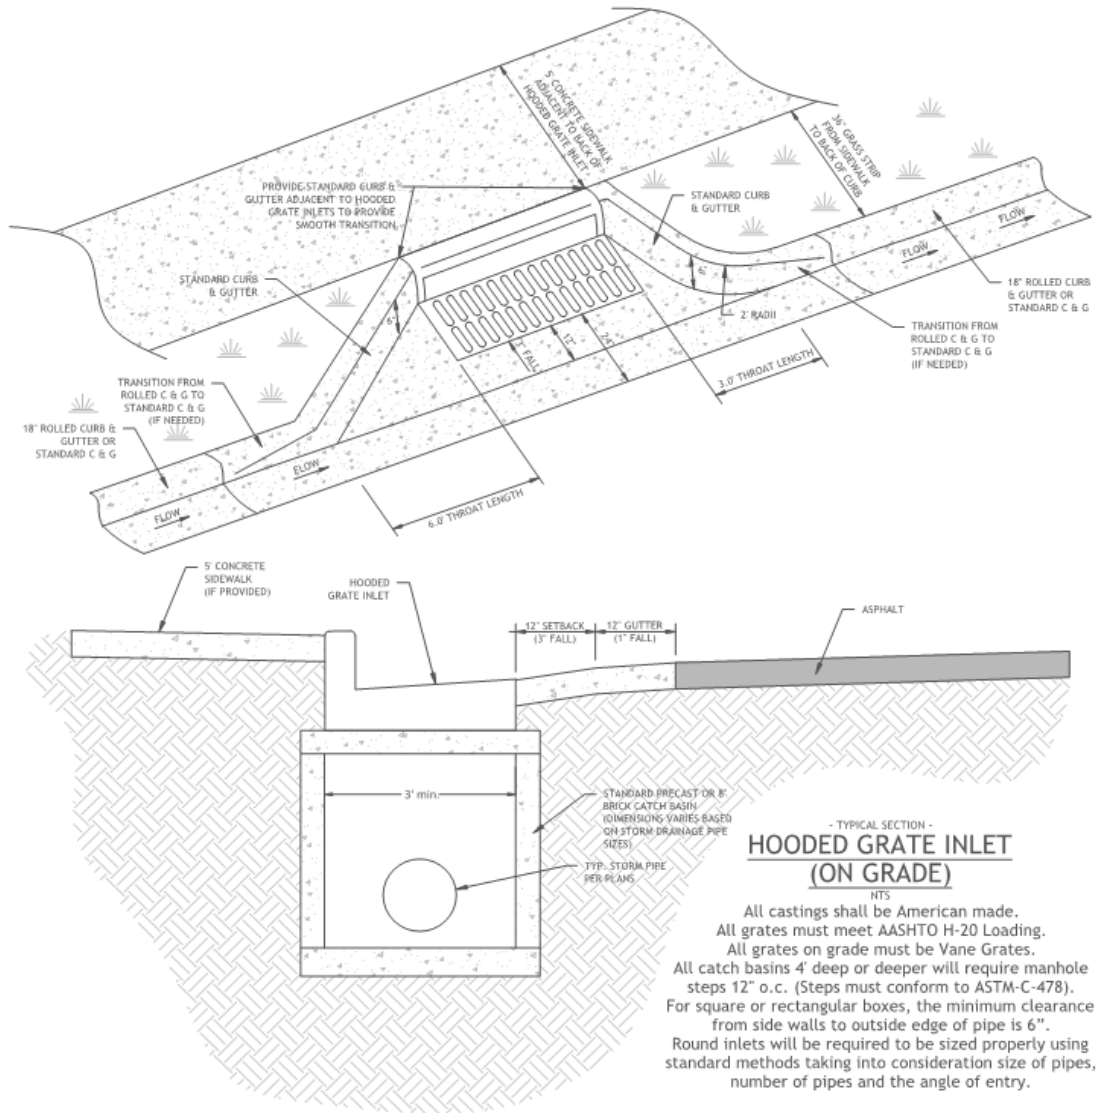 5' CONCRETE SIDEWALK
ADJACENT TO BACK OF
HOODED GRATE INLET
36" GRASS STRIP
FROM SIDEWALK
TO BACK OF CURB
PROVIDE STANDARD CURB &
GUTTER ADJACENT TO HOODED
GRATE INLETS TO PROVIDE
SMOOTH TRANSITION
STANDARD CURB
& GUTTER
FLOW
FLOW
STANDARD CURB
& GUTTER
6"
6"
2' RADII
18" ROLLED CURB
& GUTTER OR
STANDARD C & G
TRANSITION FROM
ROLLED C & G TO
STANDARD C & G
(IF NEEDED)
3" FALL
12"
24"
3.0' THROAT LENGTH
TRANSITION FROM
ROLLED C & G TO
STANDARD C & G
(IF NEEDED)
18" ROLLED CURB &
GUTTER OR
STANDARD C & G
FLOW
FLOW
6.0' THROAT LENGTH
5' CONCRETE
SIDEWALK
(IF PROVIDED)
HOODED
GRATE INLET
12" SETBACK
(3" FALL)
12" GUTTER
(1" FALL)
ASPHALT
3' min.
STANDARD PRECAST OR 8"
BRICK CATCH BASIN
(DIMENSIONS VARIES BASED
ON STORM DRAINAGE PIPE
SIZES)
TYP. STORM PIPE
PER PLANS
- TYPICAL SECTION -
HOODED GRATE INLET
(ON GRADE)
NTS
All castings shall be American made.
All grates must meet AASHTO H-20 Loading.
All grates on grade must be Vane Grates.
All catch basins 4' deep or deeper will require manhole
steps 12" o.c. (Steps must conform to ASTM-C-478).
For square or rectangular boxes, the minimum clearance
from side walls to outside edge of pipe is 6”.
Round inlets will be required to be sized properly using
standard methods taking into consideration size of pipes,
number of pipes and the angle of entry.